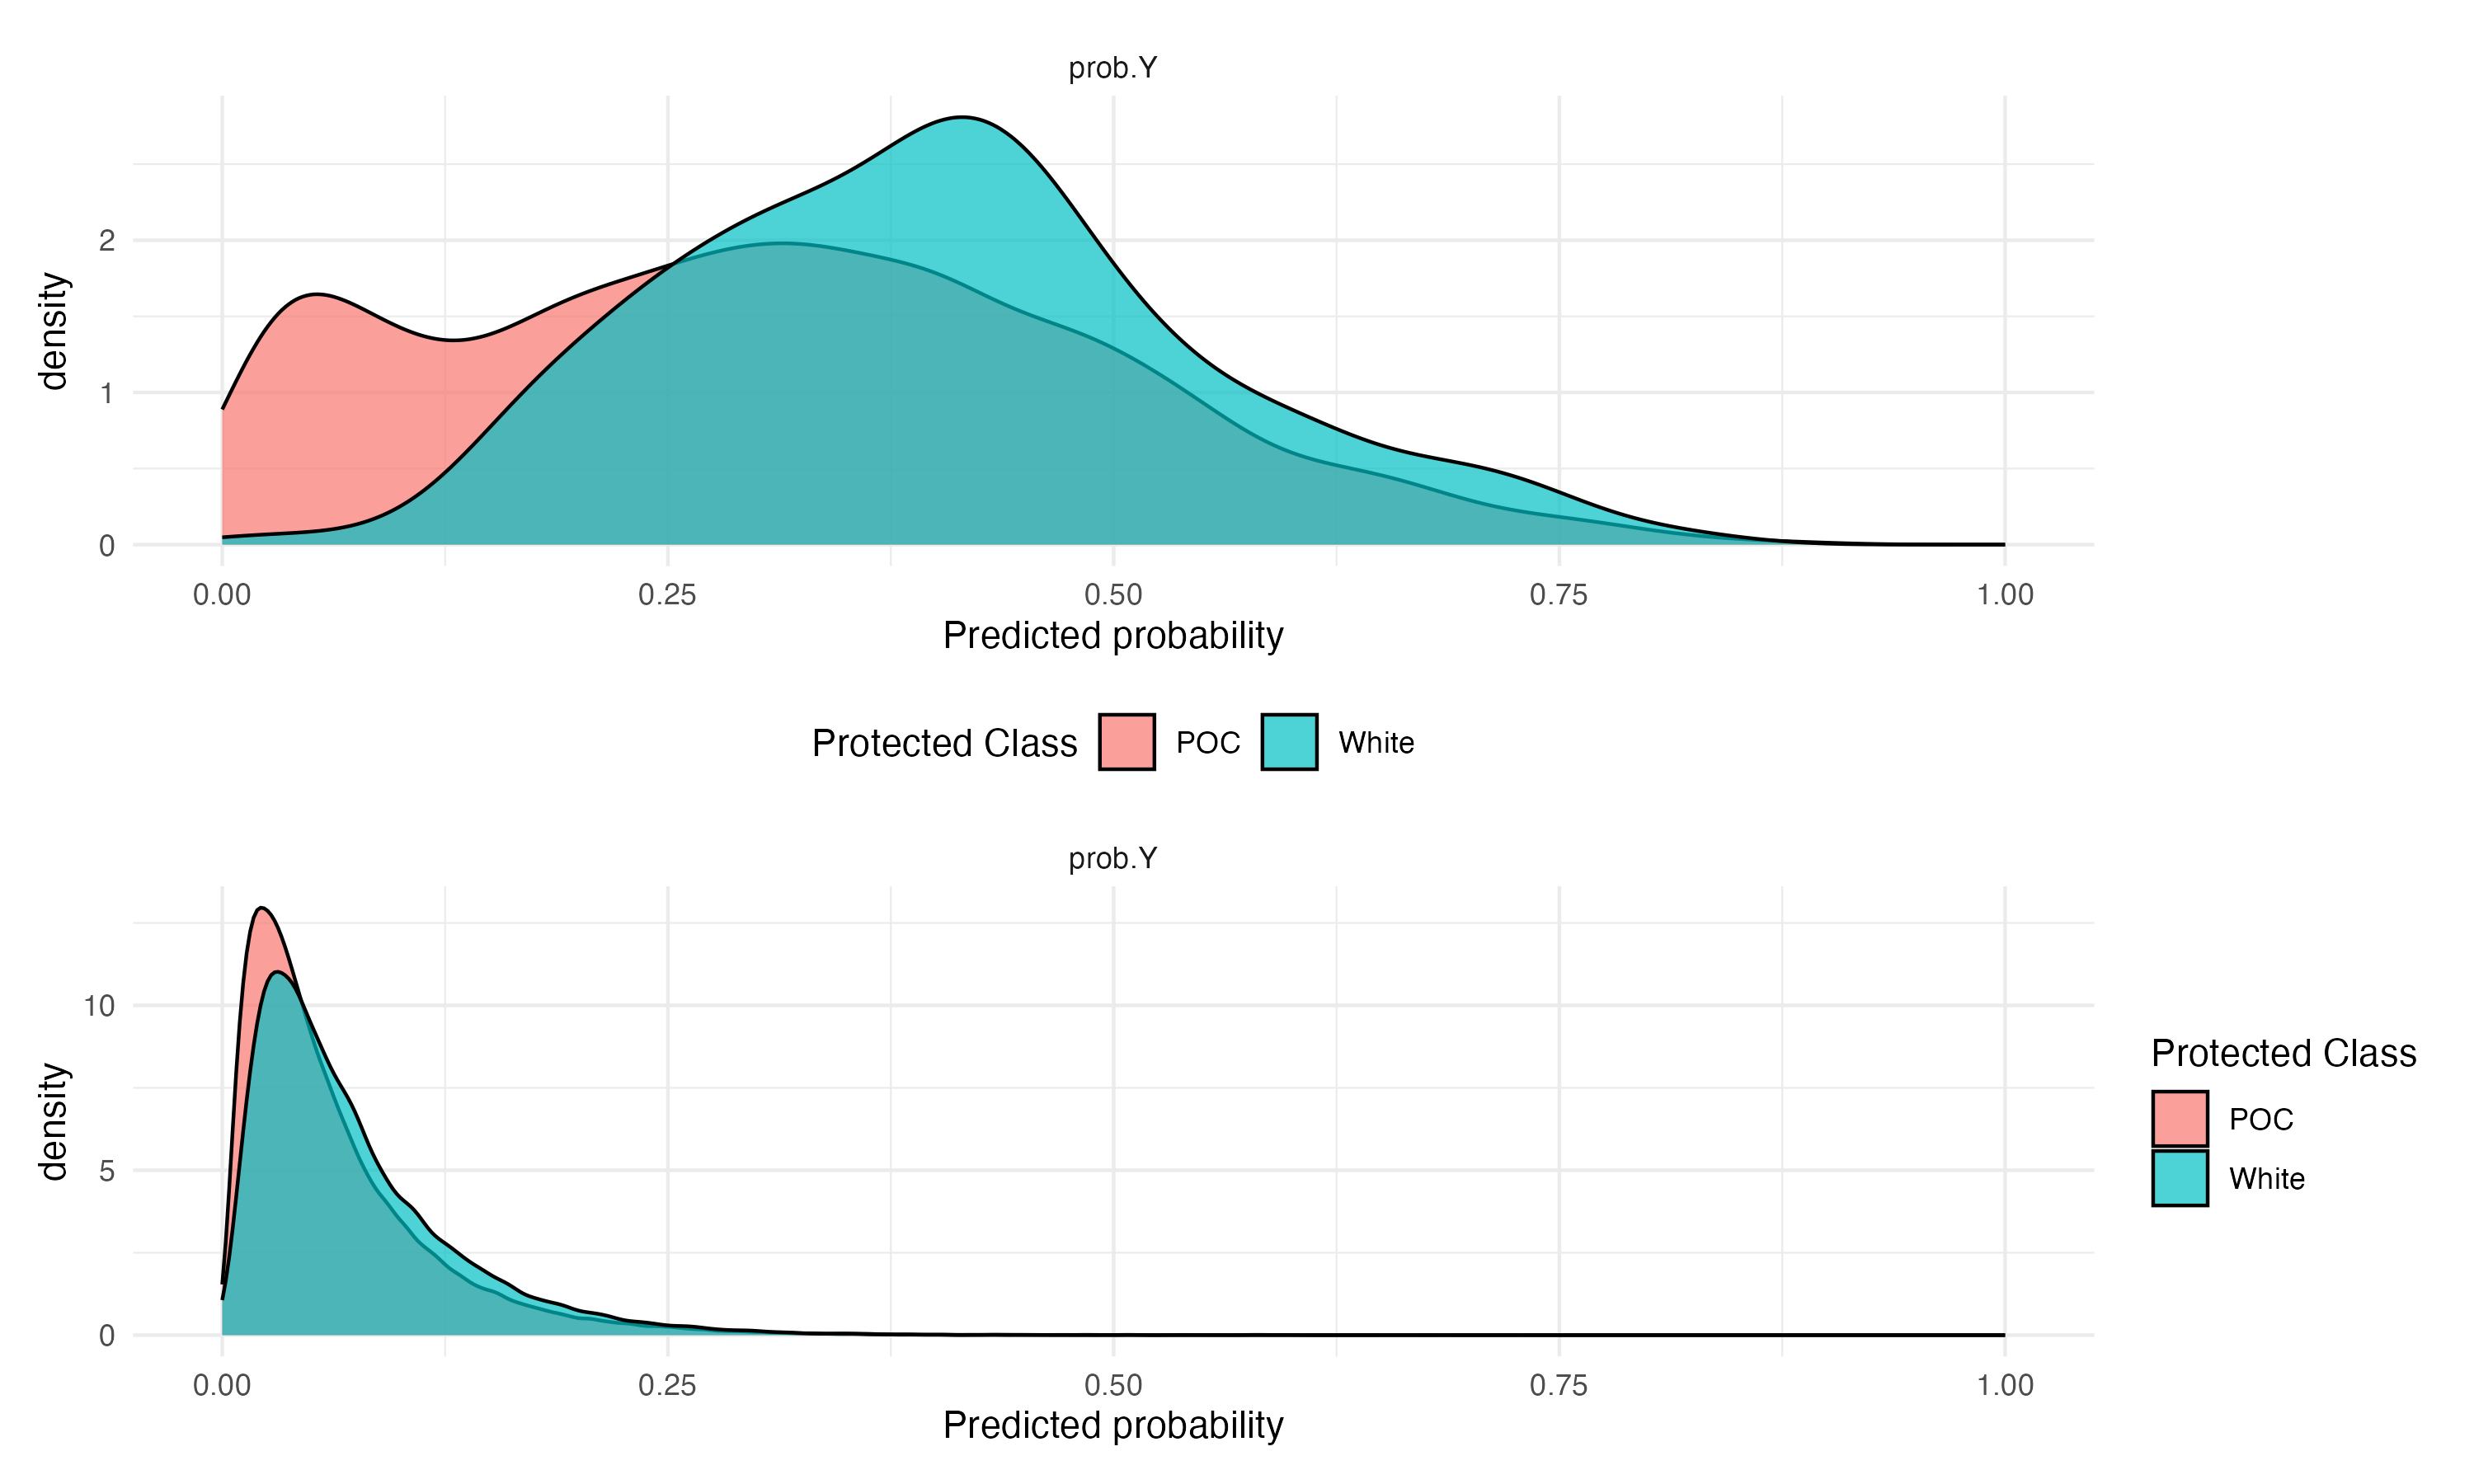 prob.Y
density
2
1
0
0.00 0.25 0.50 0.75 1.00
Predicted probability
Protected Class POC White
prob.Y
density
10
5
0
0.00 0.25 0.50 0.75 1.00
Predicted probability
Protected Class
POC
White